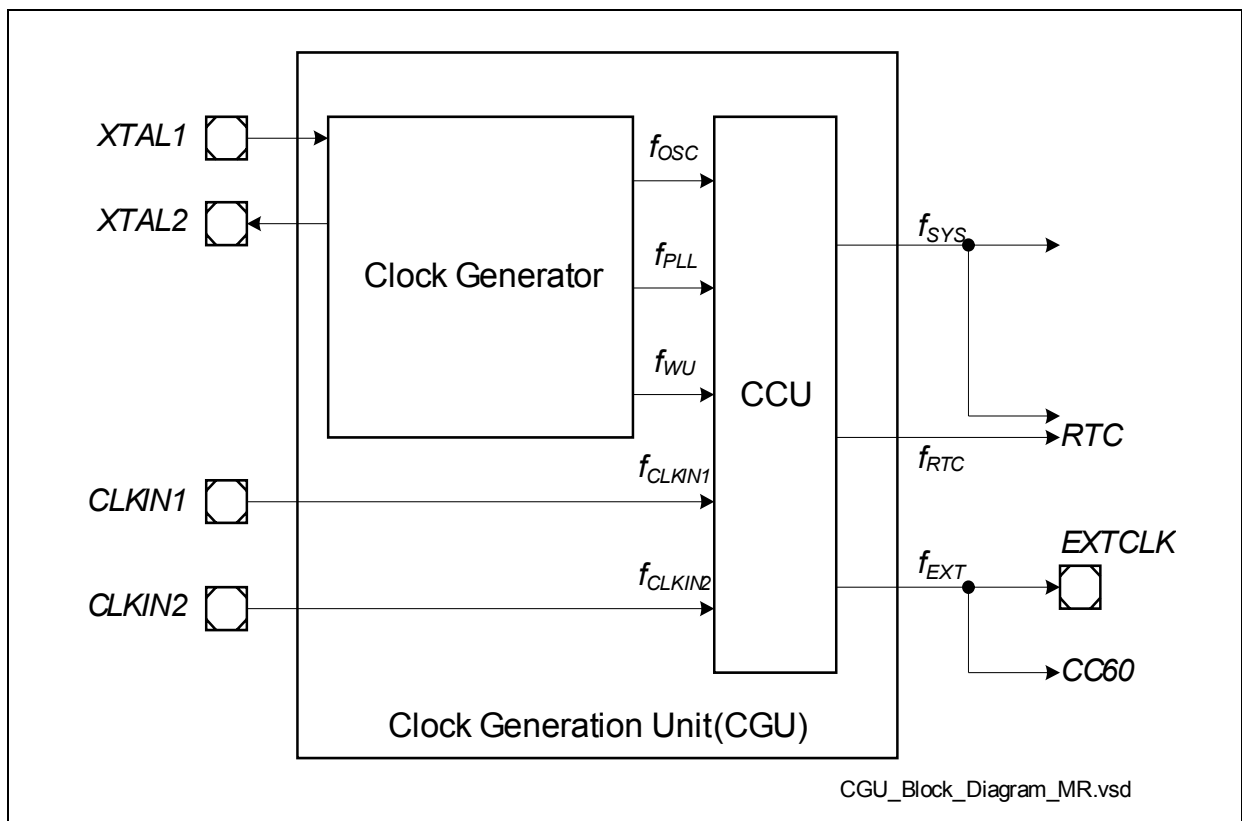 XTAL1
XTAL2
Clock Generator
fOSC
fPLL
fWU
CCU
fSYS
RTC
fRTC
CLKIN1
fCLKIN1
CLKIN2
fCLKIN2
fEXT
EXTCLK
CC60
Clock Generation Unit(CGU)
CGU_Block_Diagram_MR.vsd